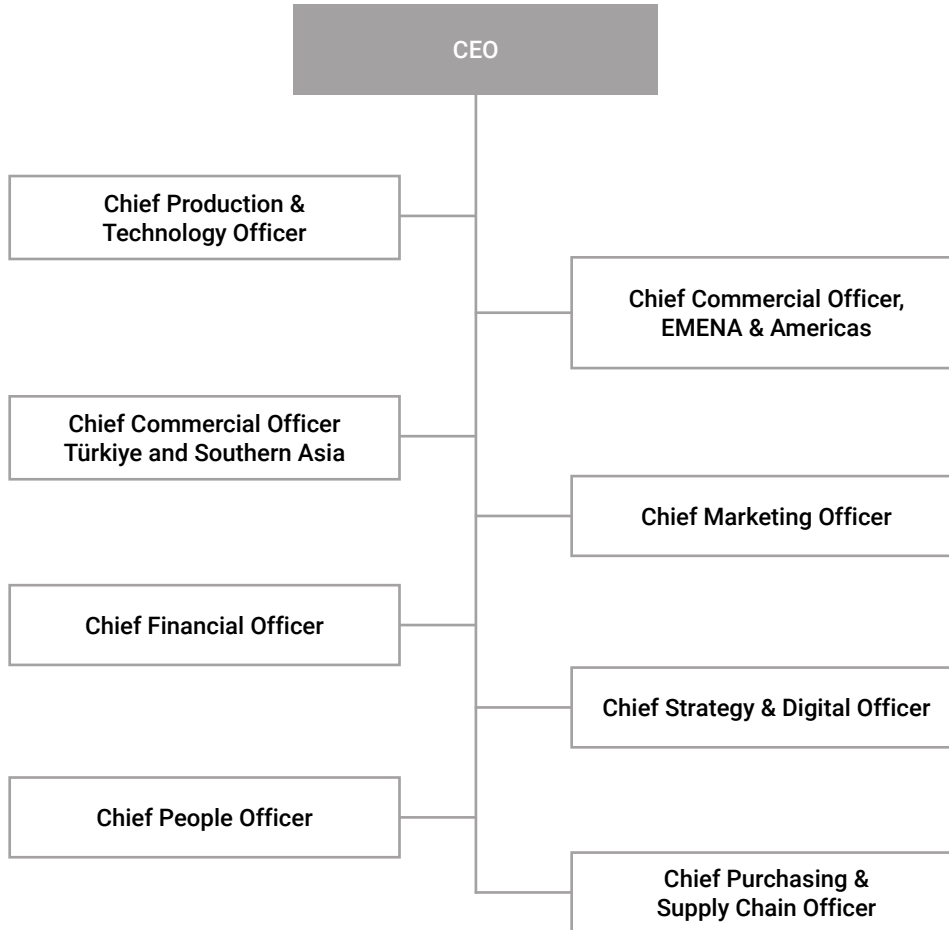 CEO
Chief Production &
Technology Officer
Chief Commercial Officer,
EMENA & Americas
Chief Commercial Officer
Türkiye and Southern Asia
Chief Marketing Officer
Chief Financial Officer
Chief Strategy & Digital Officer
Chief People Officer
Chief Purchasing &
Supply Chain Officer